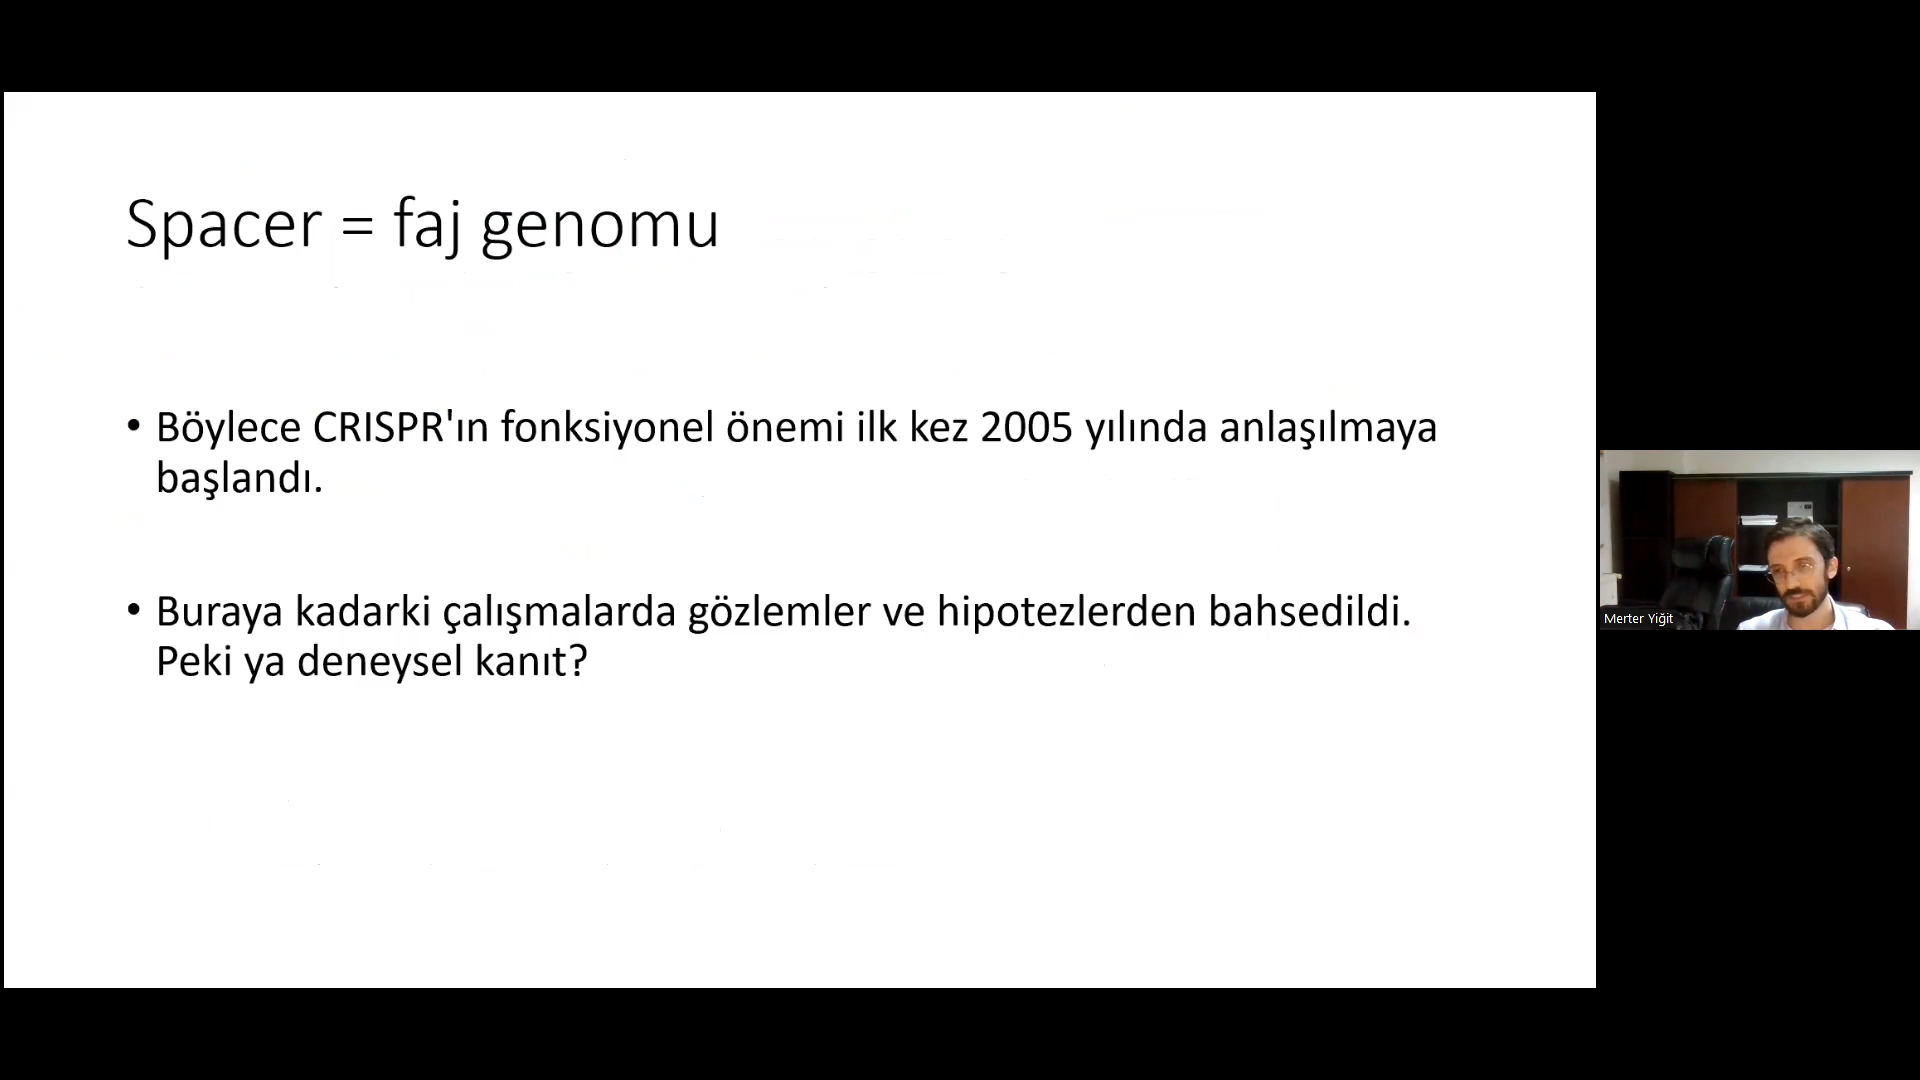 Spacer = faj genomu
• Böylece CRISPR'ın fonksiyonel önemi ilk kez 2005 yılında anlaşılmaya
başlandı.
• Buraya kadarki çalışmalarda gözlemler ve hipotezlerden bahsedildi.
Peki ya deneysel kanıt?
Merter Yiğit